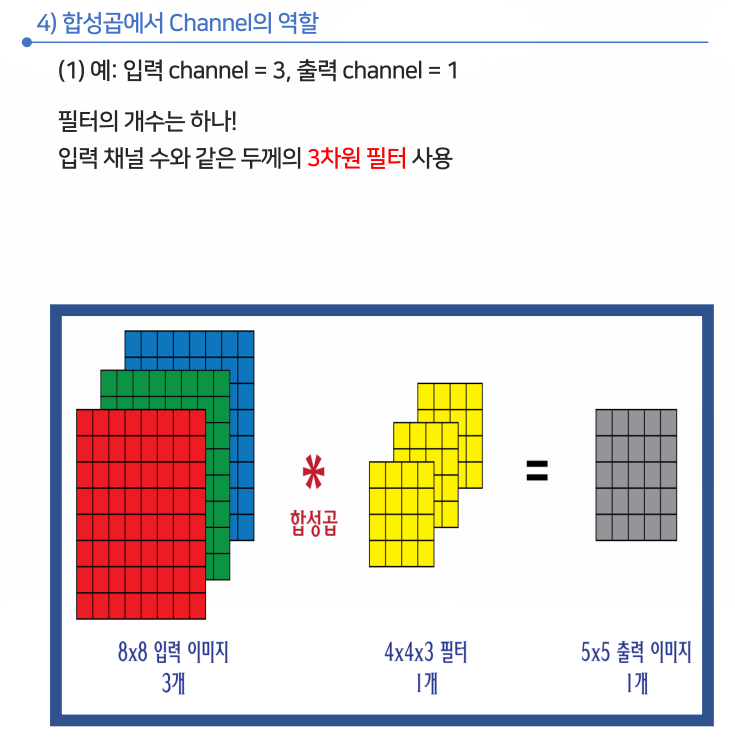 4) 합성곱에서 Channel의 역할
(1) 예: 입력 channel = 3, 출력 channel = 1
필터의 개수는 하나!
입력 채널 수와 같은 두께의 3차원 필터 사용
*
합성곱
=
8x8 입력 이미지
3개
4x4x3 필터
1개
5x5 출력 이미지
1개